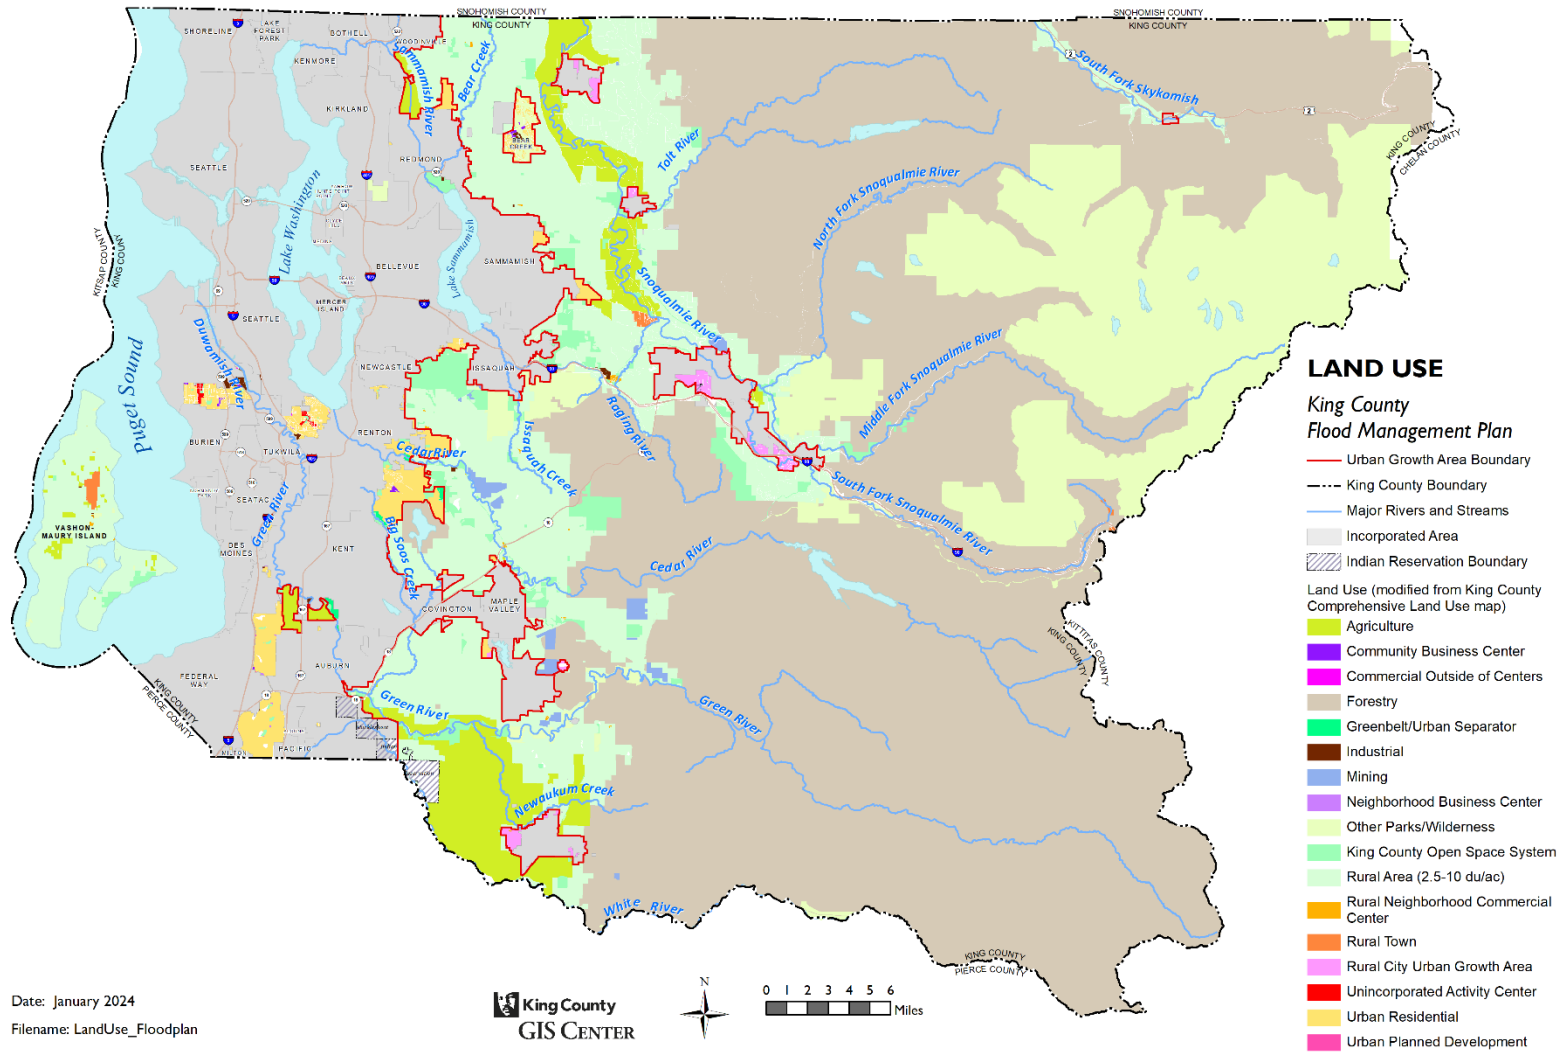 SNOHOMISH COUNTY
KING COUNTY
SNOHOMISH COUNTY
KING COUNTY
SHORELINE
LAKE
FOREST
PARK
BOTHELL
WOODINVILLE
KENMORE
Sammamish River
Bear Creek
KIRKLAND
BEAR
CREEK
REDMOND
SEATTLE
Tolt River
South Fork Skykomish
2
2
KING COUNTY
CHELAN COUNTY
North Fork Snoqualmie River
Lake Washington
Lake Sammamish
KITSAP COUNTY
KING COUNTY
BELLEVUE
SAMMAMISH
MERCER
ISLAND
SEATTLE
Snoqualmie River
Duwamish River
Puget Sound
NEWCASTLE
ISSAQUAH
Middle Fork Snoqualmie River
Raging River
Issaquah Creek
BURIEN
RENTON
TUKWILA
Cedar River
SEATAC
Green River
South Fork Snoqualmie River
VASHON-
MAURY ISLAND
DES
MOINES
KENT
Big Soos Creek
Cedar River
COVINGTON
MAPLE
VALLEY
KITTITAS COUNTY
KING COUNTY
AUBURN
FEDERAL
WAY
KING COUNTY
PIERCE COUNTY
Green River
Green River
MILTON
PACIFIC
Newaukum Creek
White River
KING COUNTY
PIERCE COUNTY
LAND USE
King County
Flood Management Plan
Urban Growth Area Boundary
King County Boundary
Major Rivers and Streams
Incorporated Area
Indian Reservation Boundary
Land Use (modified from King County
Comprehensive Land Use map)
Agriculture
Community Business Center
Commercial Outside of Centers
Forestry
Greenbelt/Urban Separator
Industrial
Mining
Neighborhood Business Center
Other Parks/Wilderness
King County Open Space System
Rural Area (2.5-10 du/ac)
Rural Neighborhood Commercial
Center
Rural Town
Rural City Urban Growth Area
Unincorporated Activity Center
Urban Residential
Urban Planned Development
Date: January 2024
Filename: LandUse_Floodplan
King County
GIS CENTER
N
0 1 2 3 4 5 6
Miles